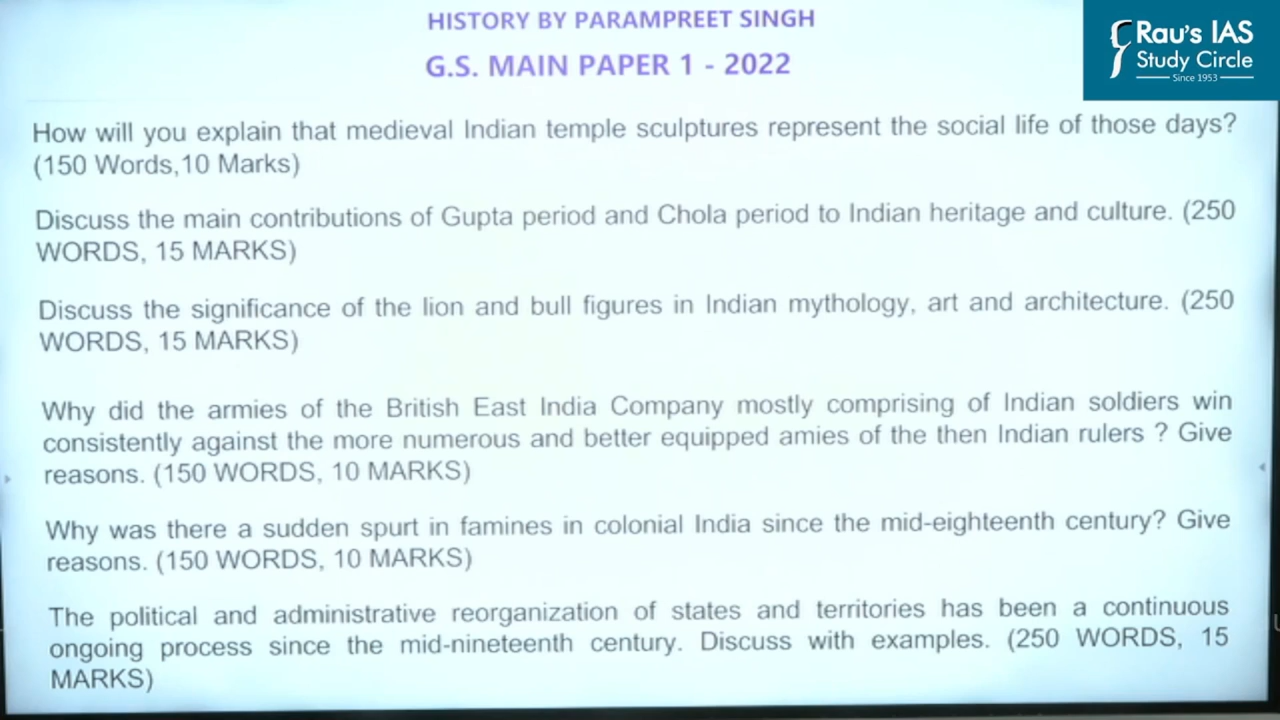 HISTORY BY PARAMPREET SINGH
G.S. MAIN PAPER 1 - 2022
Rau's IAS
Study Circle
Since 1953
How will you explain that medieval Indian temple sculptures represent the social life of those days?
(150 Words,10 Marks)
Discuss the main contributions of Gupta period and Chola period to Indian heritage and culture. (250
WORDS, 15 MARKS)
Discuss the significance of the lion and bull figures in Indian mythology, art and architecture. (250
WORDS, 15 MARKS)
Why did the armies of the British East India Company mostly comprising of Indian soldiers win
consistently against the more numerous and better equipped amies of the then Indian rulers ? Give
reasons. (150 WORDS, 10 MARKS)
Why was there a sudden spurt in famines in colonial India since the mid-eighteenth century? Give
reasons. (150 WORDS, 10 MARKS)
The political and administrative reorganization of states and territories has been a continuous
ongoing process since the mid-nineteenth century. Discuss with examples. (250 WORDS, 15
MARKS)